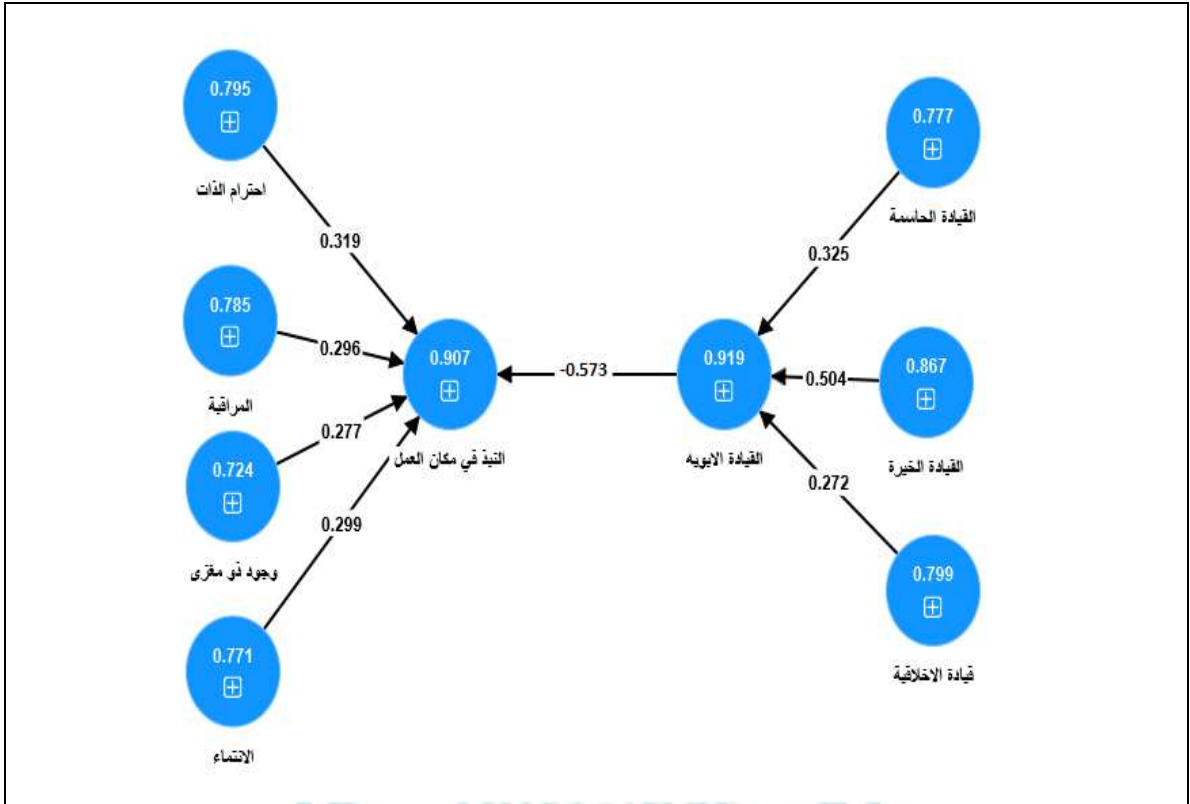 0.795
احترام الذات
0.777
القيادة الحاسمة
0.319
0.325
0.785
المراقبة
0.296
0.907
النبذ في مكان العمل
-0.573
0.919
القيادة الابويه
0.504
0.867
القيادة الخيرة
0.277
0.724
وجود ذو مغزى
0.272
0.299
0.799
قيادة الاخلاقية
0.771
الانتماء